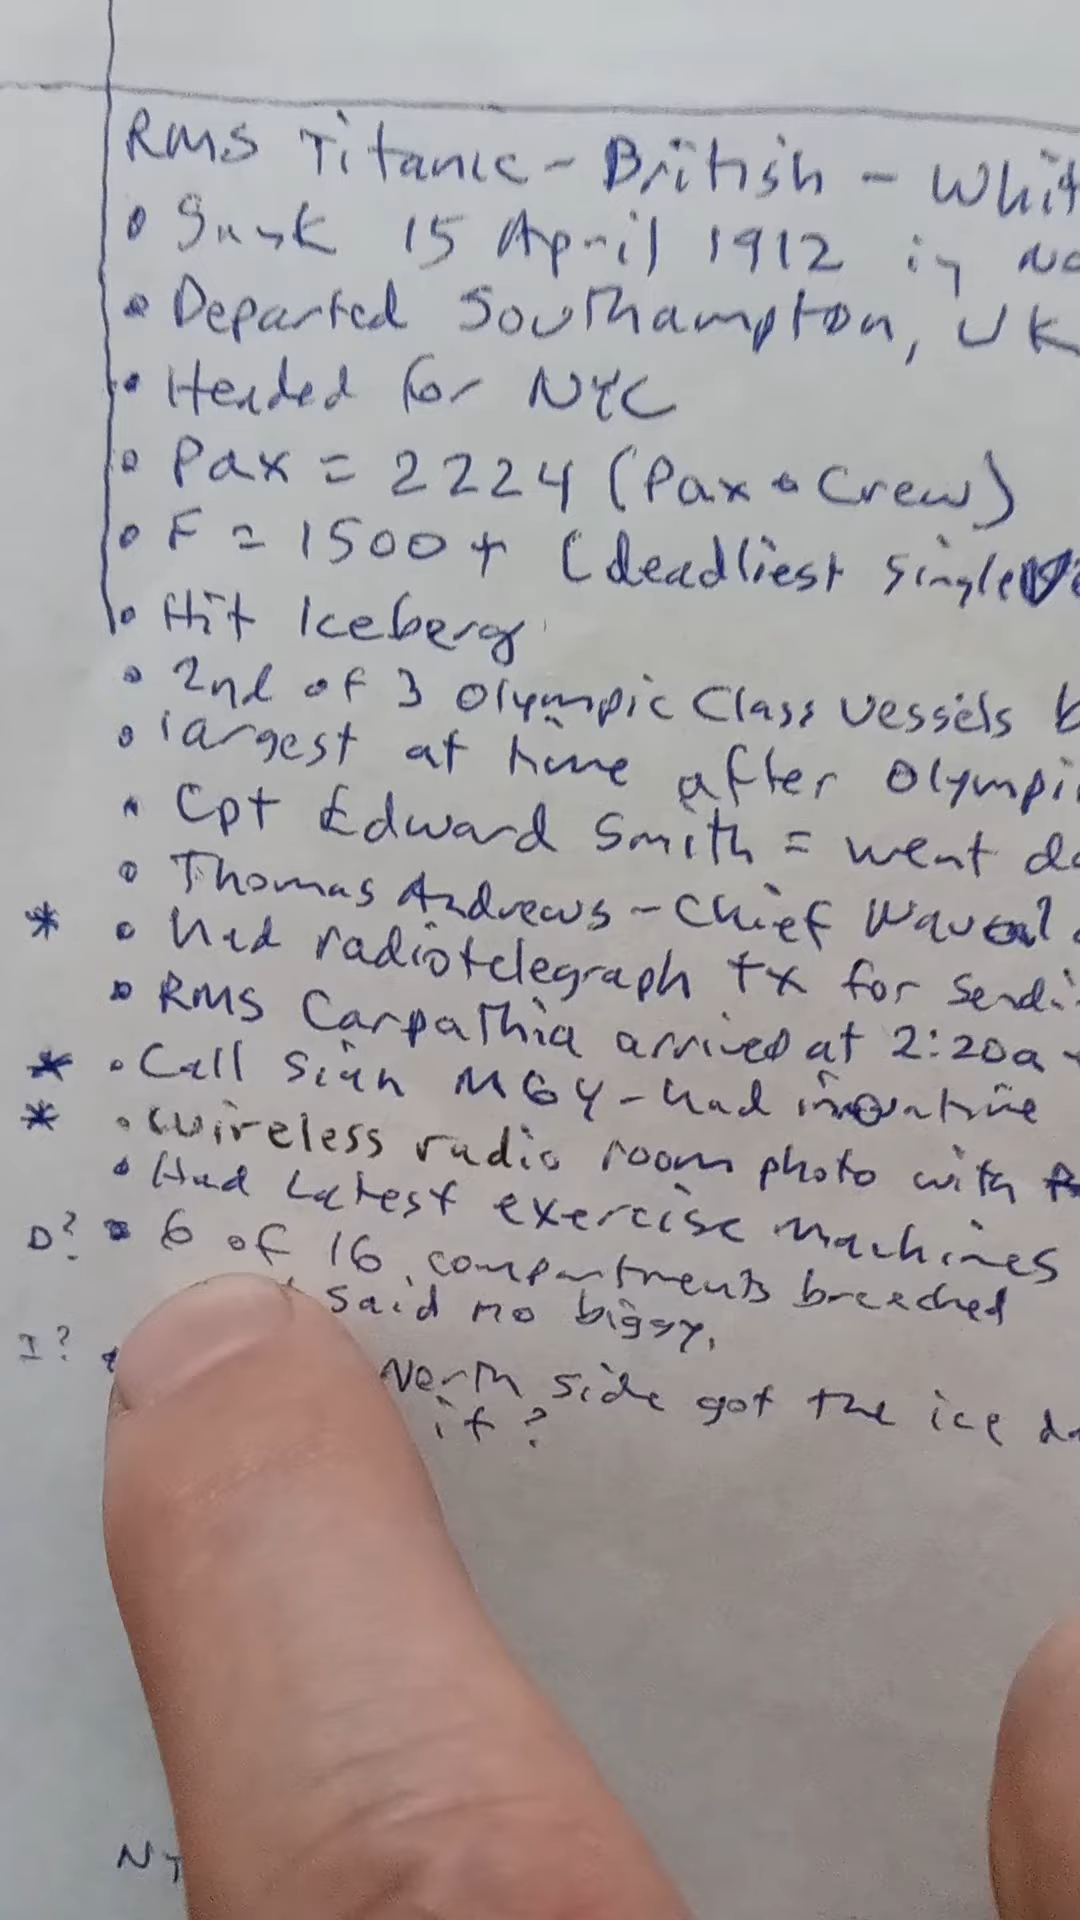 RMS Titanic - British - Whit
• Sunk 15 April 1912 in No
• Departed Southampton, UK
• Headed for NYC
• Pax = 2224 (Pax + Crew)
• F = 1500+ (deadliest single
• Hit Iceberg
• 2nd of 3 Olympic Class vessels b
• largest at time after Olympi
• Cpt Edward Smith = went do
• Thomas Andrews - Chief Naval
* • had radiotelegraph tx for sendi
• RMS Carpathia arrived at 2:20a
* • Call sign MGY - had
* • Wireless radio room photo with
• Had Latest exercise machines
D? • 6 of 16 compartments breeched
said no biggy.
I? • North side got the ice
it?